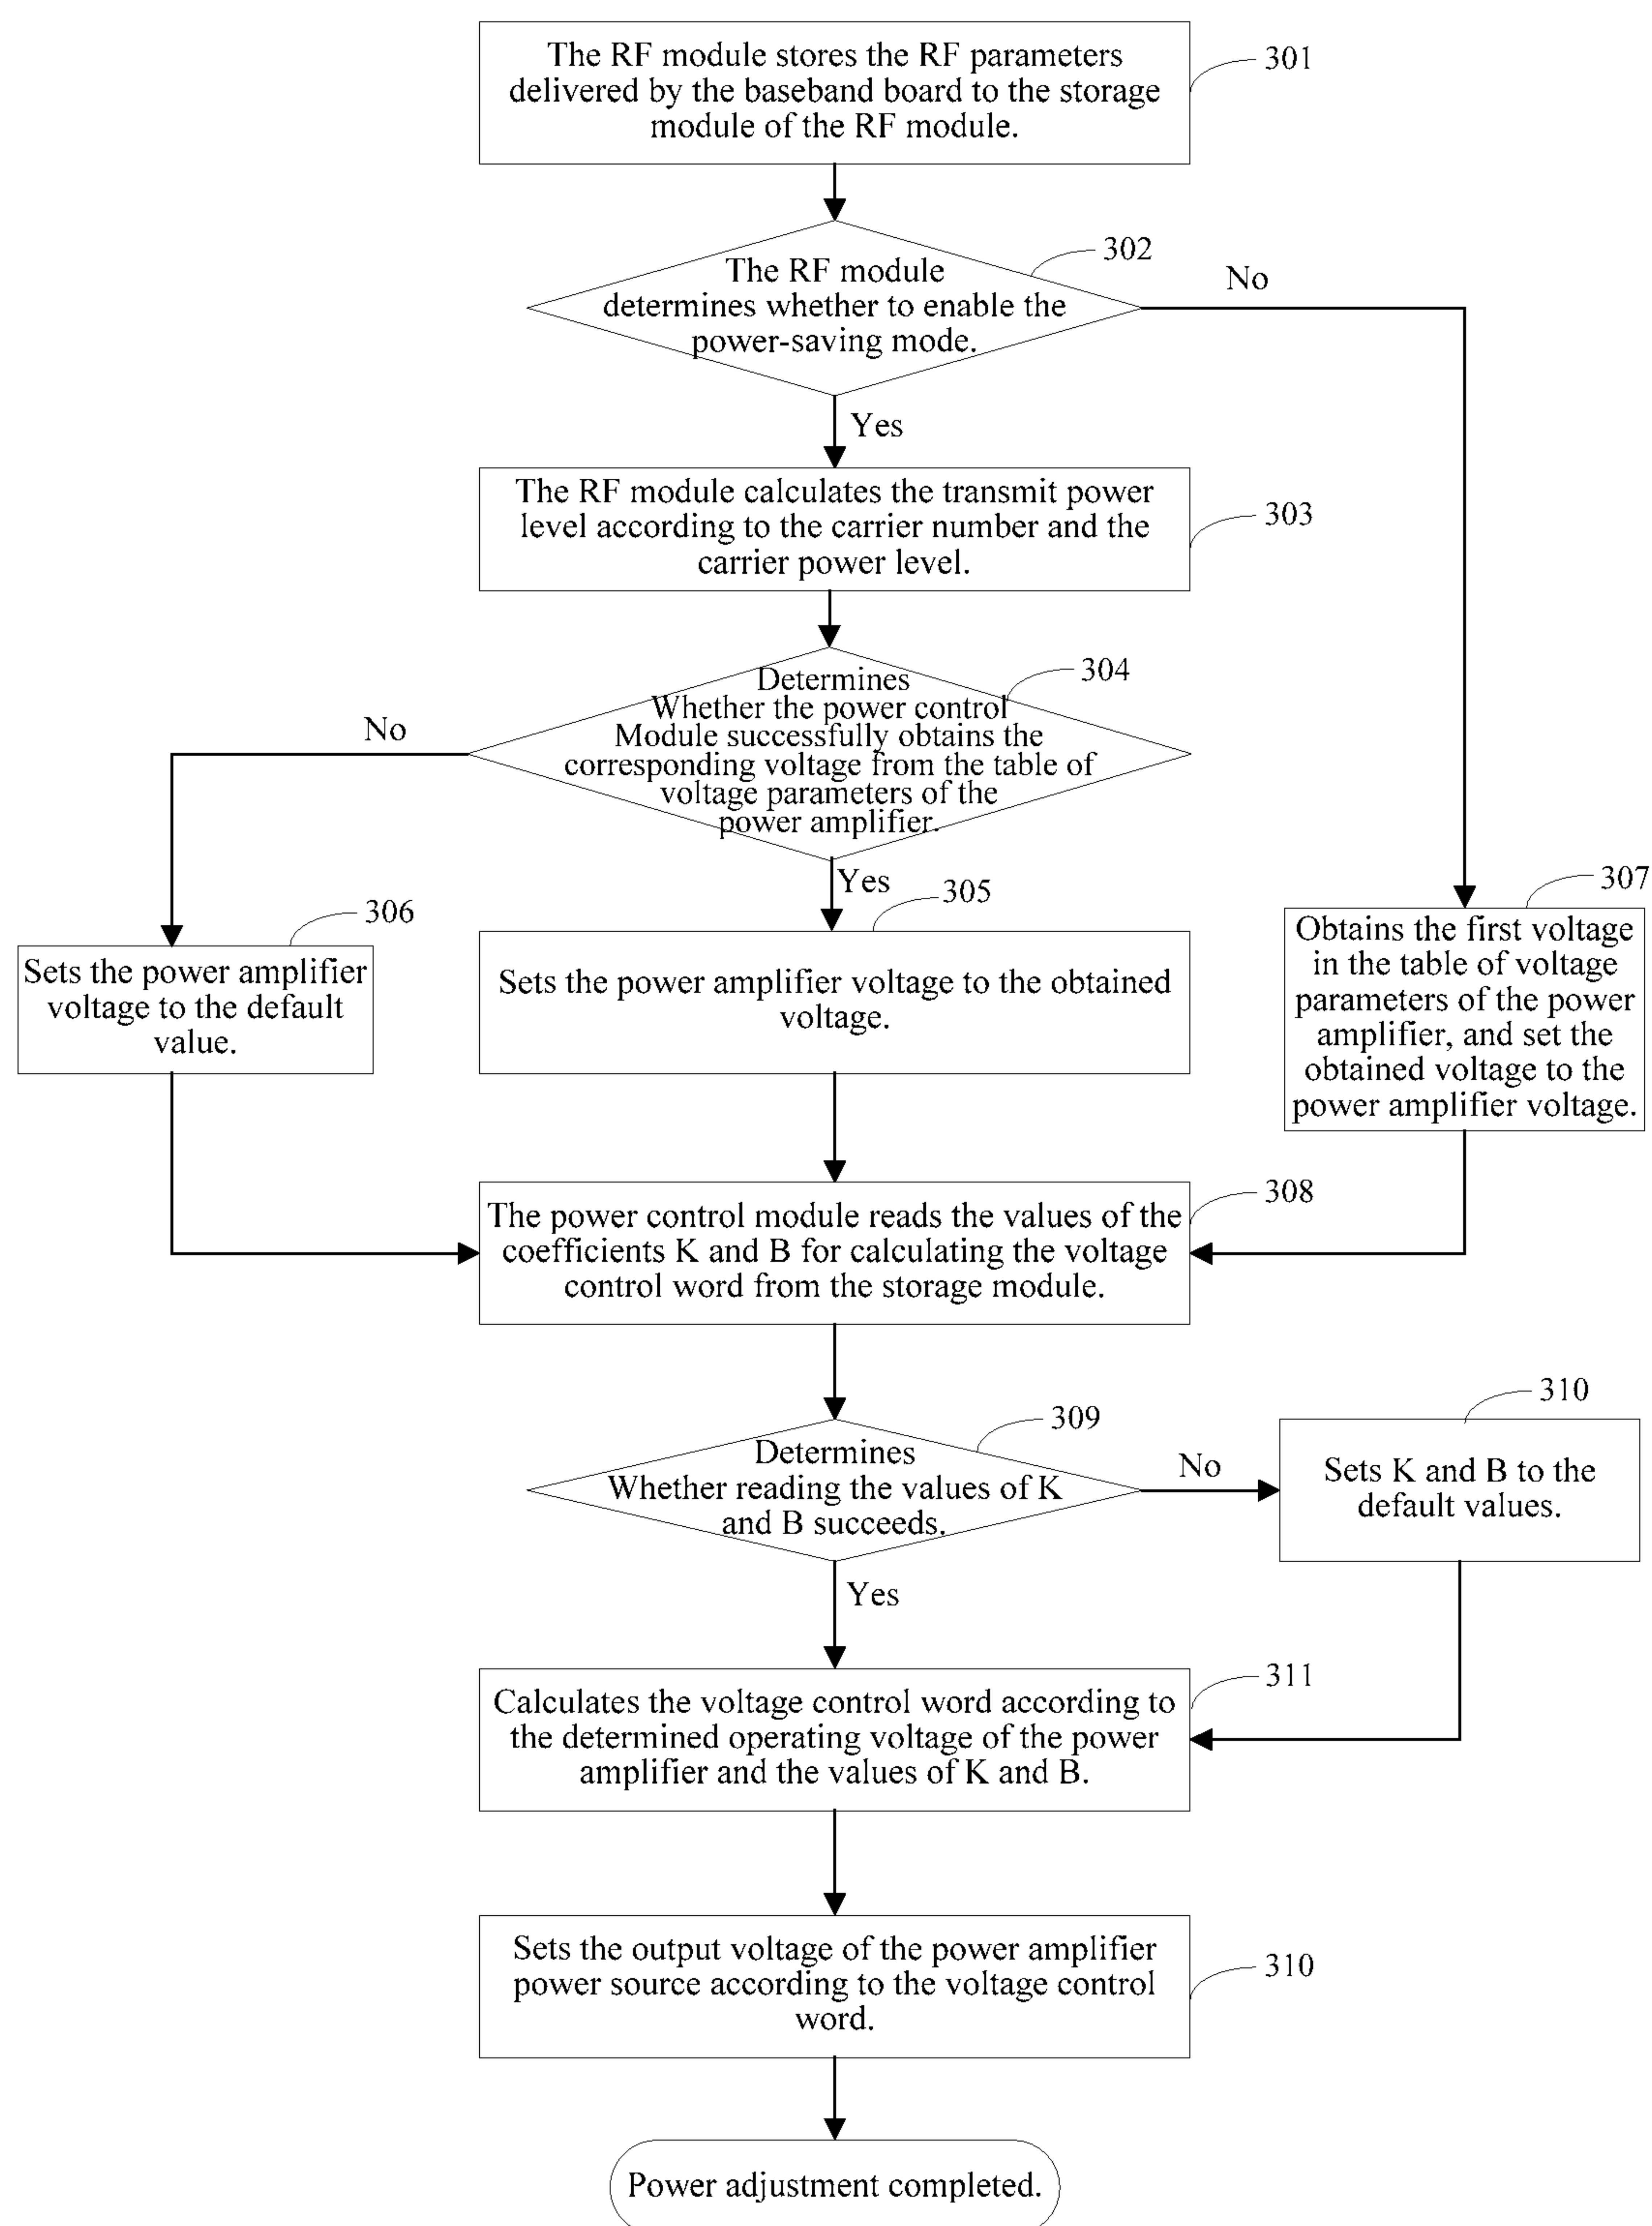 The RF module stores the RF parameters
delivered by the baseband board to the storage
module of the RF module.
301
The RF module
determines whether to enable the
power-saving mode.
302
No
Yes
The RF module calculates the transmit power
level according to the carrier number and the
carrier power level.
303
Determines
Whether the power control
Module successfully obtains the
corresponding voltage from the table of
voltage parameters of the
power amplifier.
304
No
Yes
305
306
307
Sets the power amplifier
voltage to the default
value.
Sets the power amplifier voltage to the obtained
voltage.
Obtains the first voltage
in the table of voltage
parameters of the power
amplifier, and set the
obtained voltage to the
power amplifier voltage.
The power control module reads the values of the
coefficients K and B for calculating the voltage
control word from the storage module.
308
Determines
Whether reading the values of K
and B succeeds.
309
No
310
Sets K and B to the
default values.
Yes
Calculates the voltage control word according to
the determined operating voltage of the power
amplifier and the values of K and B.
311
Sets the output voltage of the power amplifier
power source according to the voltage control
word.
310
Power adjustment completed.